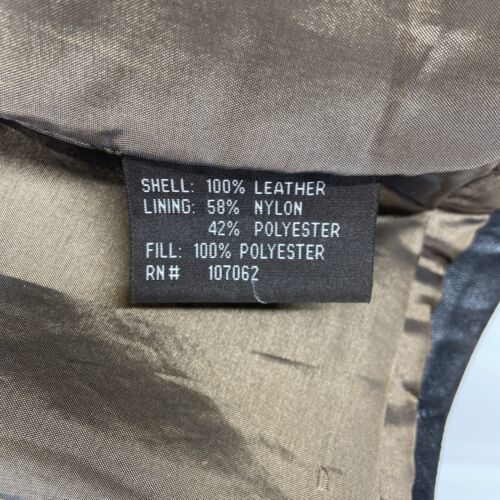 SHELL: 100% LEATHER
LINING: 58% NYLON
42% POLYESTER
FILL: 100% POLYESTER
RN# 107062